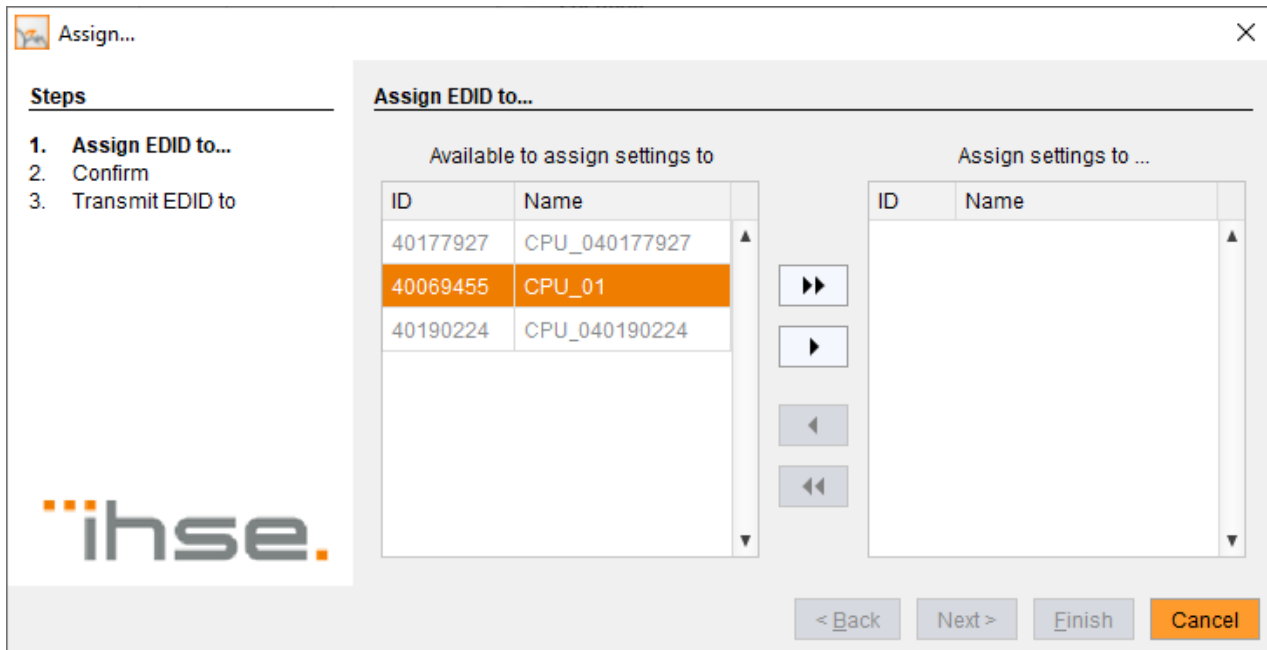 Assign...
Steps
1. Assign EDID to...
2. Confirm
3. Transmit EDID to
ihse.
Assign EDID to...
Available to assign settings to
ID Name
40177927 CPU_040177927
40069455 CPU_01
40190224 CPU_040190224
Assign settings to ...
ID Name
< Back Next > Finish Cancel